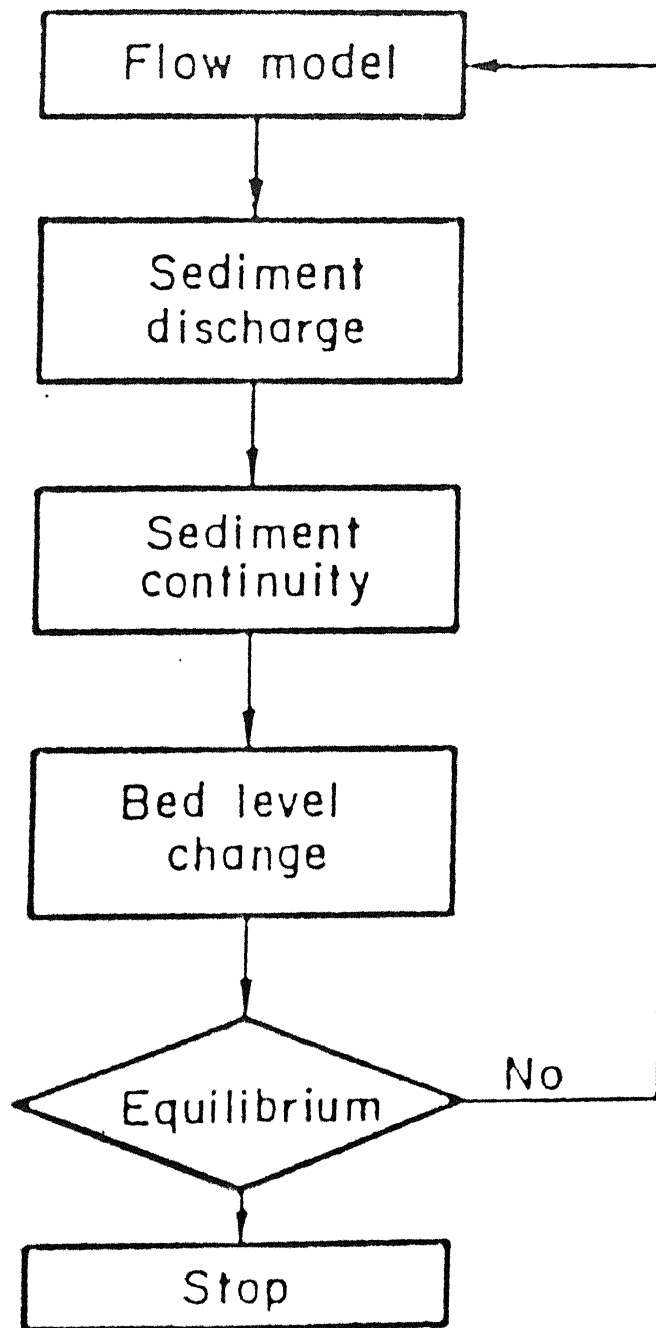 Flow model
Sediment
discharge
Sediment
continuity
Bed level
change
Equilibrium
No
Stop